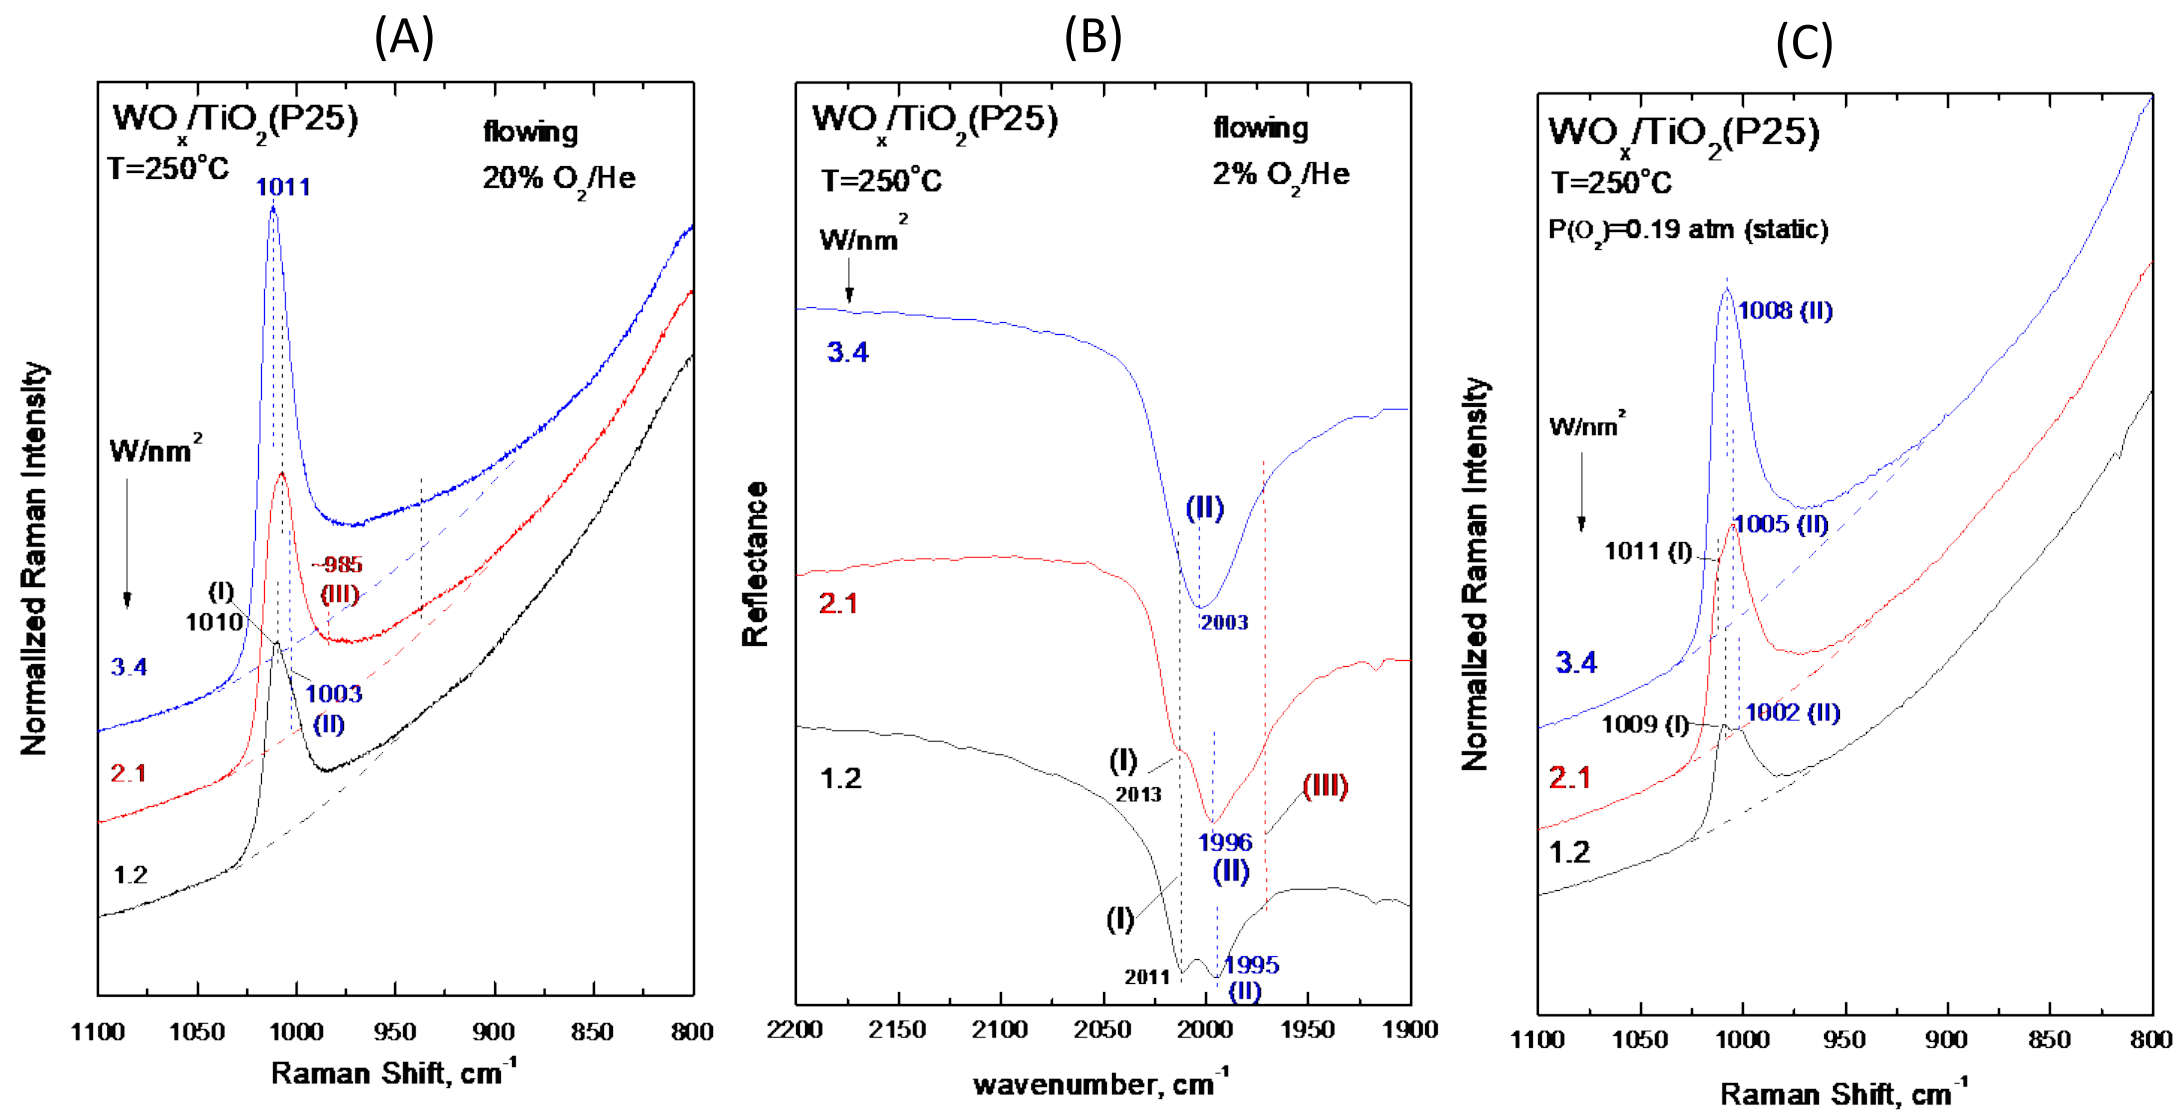 (A)
WOx/TiO2(P25)
T=250°C
flowing
20% O2/He
1011
W/nm2
~985
(III)
(I)
1010
1003
(II)
3.4
2.1
1.2
Normalized Raman Intensity
1100 1050 1000 950 900 850 800
Raman Shift, cm-1
(B)
WOx/TiO2(P25)
T=250°C
flowing
2% O2/He
W/nm2
3.4
(II)
2003
2.1
(I)
2013
1996
(II)
1.2
(III)
(I)
2011
1995
(II)
Reflectance
2200 2150 2100 2050 2000 1950 1900
wavenumber, cm-1
(C)
WOx/TiO2(P25)
T=250°C
P(O2)=0.19 atm (static)
1008 (II)
W/nm2
1005 (II)
1011 (I)
3.4
1009 (I)
1002 (II)
2.1
1.2
Normalized Raman Intensity
1100 1050 1000 950 900 850 800
Raman Shift, cm-1